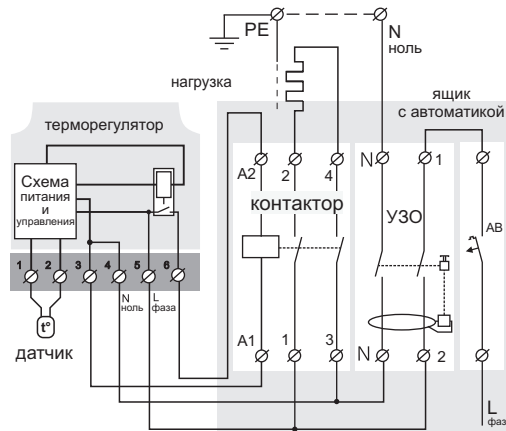 PE
N
ноль
нагрузка
ящик
с автоматикой
терморегулятор
A2
2
4
N
1
Схема
питания
и
управления
контактор
УЗО
АВ
1
2
3
4
5
6
N
ноль
L
фаза
t°
датчик
A1
1
3
N
2
L
фаз